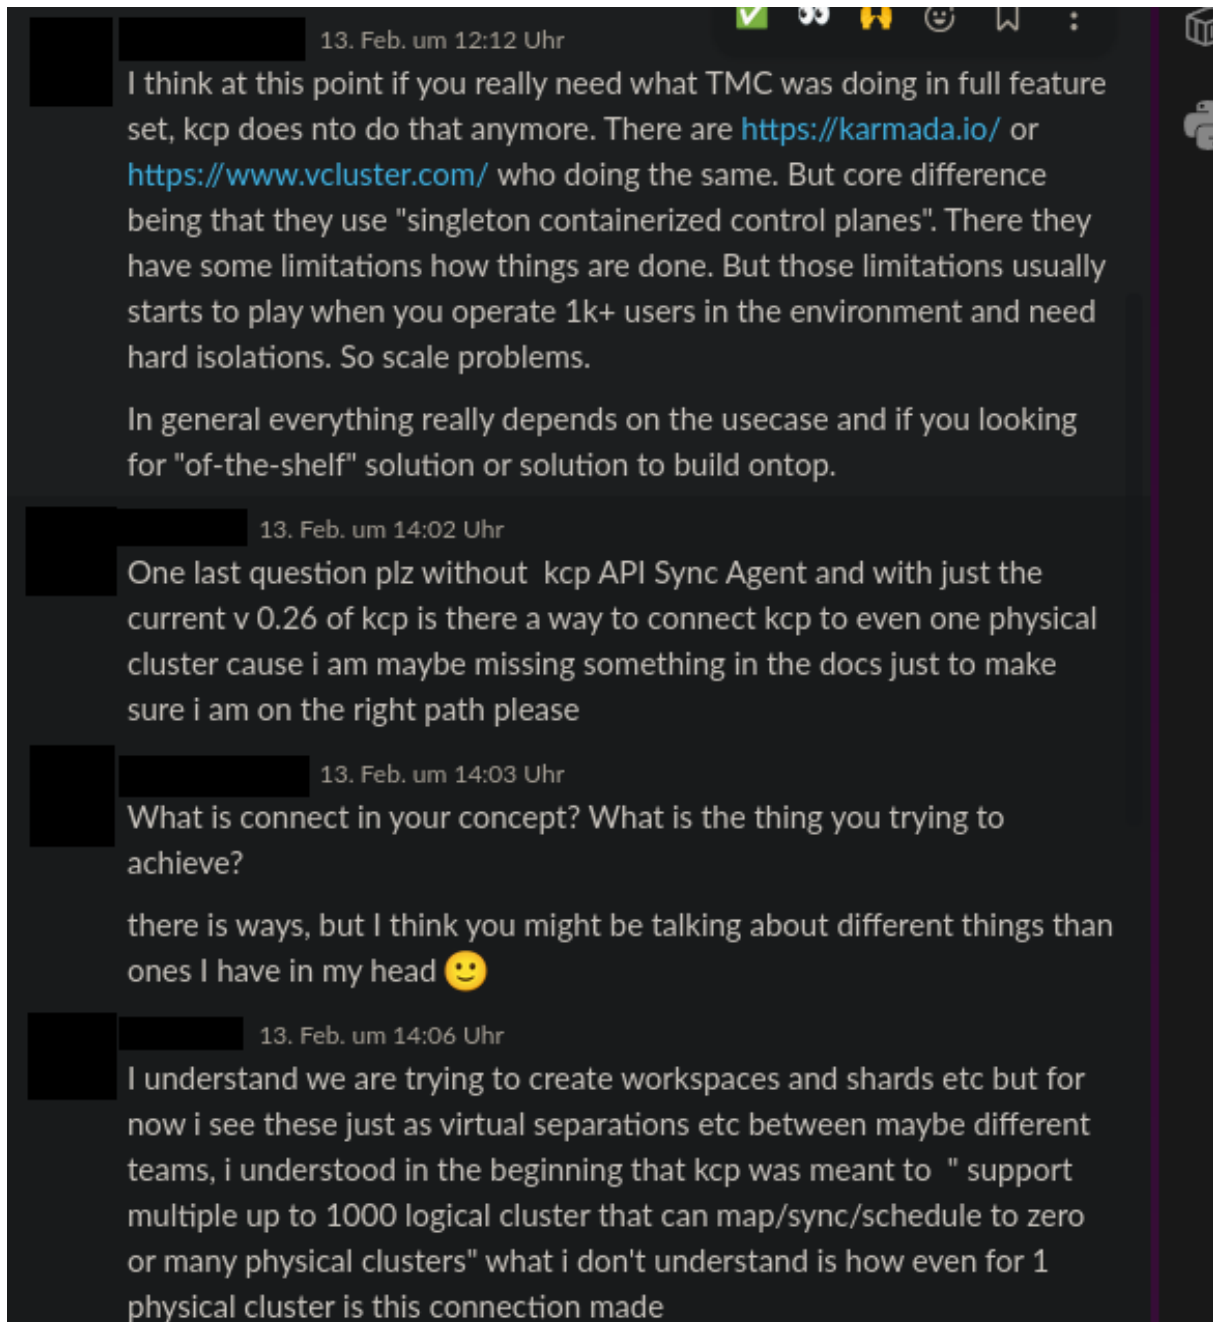 13. Feb. um 12:12 Uhr
I think at this point if you really need what TMC was doing in full feature
set, kcp does nto do that anymore. There are https://karmada.io/ or
https://www.vcluster.com/ who doing the same. But core difference
being that they use "singleton containerized control planes". There they
have some limitations how things are done. But those limitations usually
starts to play when you operate 1k+ users in the environment and need
hard isolations. So scale problems.
In general everything really depends on the usecase and if you looking
for "of-the-shelf" solution or solution to build ontop.
13. Feb. um 14:02 Uhr
One last question plz without  kcp API Sync Agent and with just the
current v 0.26 of kcp is there a way to connect kcp to even one physical
cluster cause i am maybe missing something in the docs just to make
sure i am on the right path please
13. Feb. um 14:03 Uhr
What is connect in your concept? What is the thing you trying to
achieve?
there is ways, but I think you might be talking about different things than
ones I have in my head 🙂
13. Feb. um 14:06 Uhr
I understand we are trying to create workspaces and shards etc but for
now i see these just as virtual separations etc between maybe different
teams, i understood in the beginning that kcp was meant to  " support
multiple up to 1000 logical cluster that can map/sync/schedule to zero
or many physical clusters" what i don't understand is how even for 1
physical cluster is this connection made